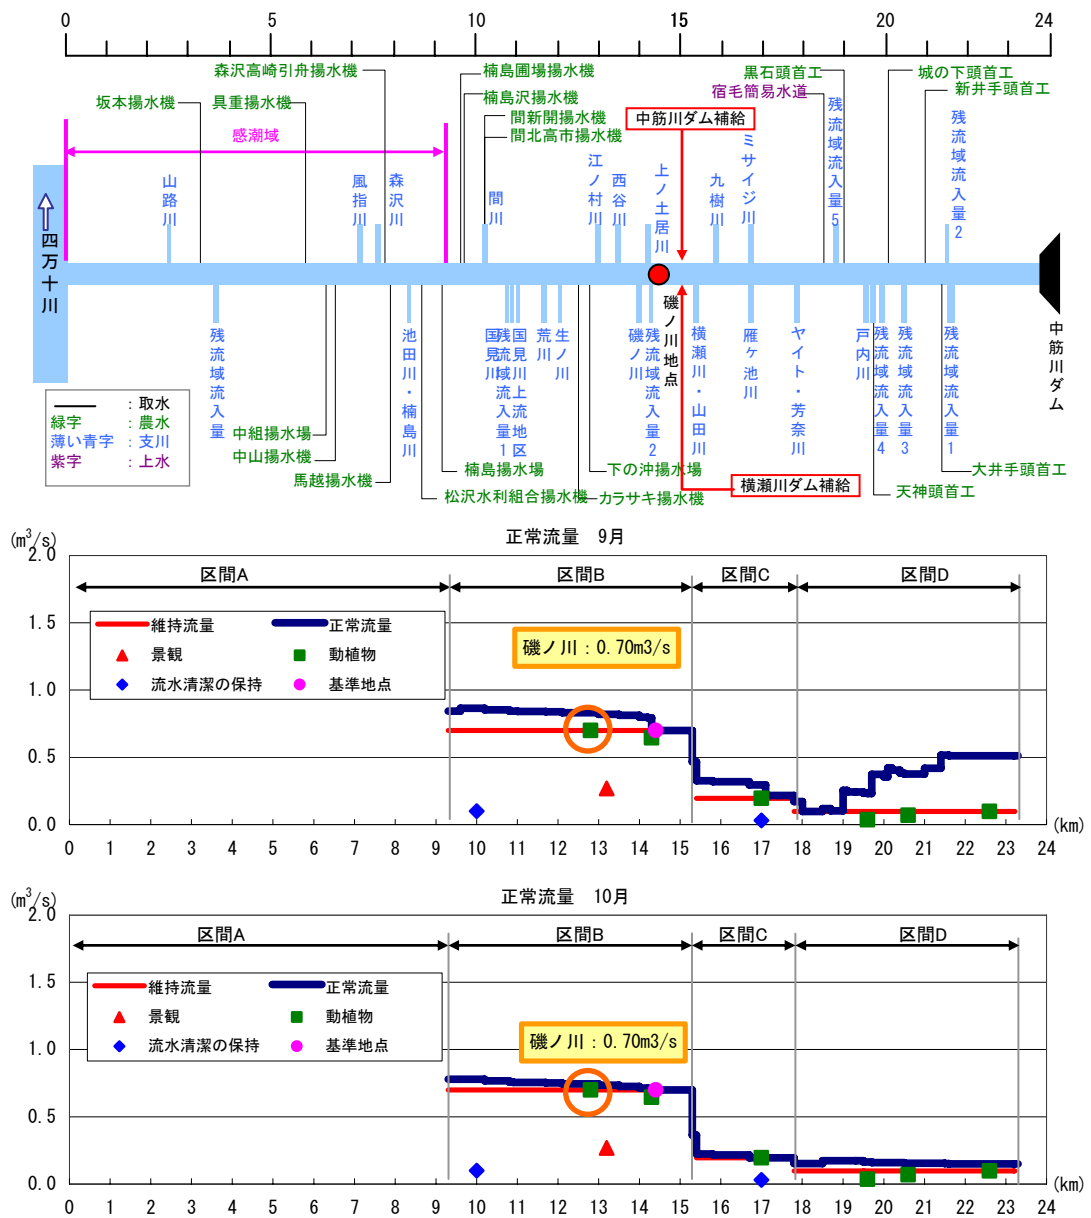 0 5 10 15 20 24
森沢高崎引舟揚水機
楠島圃場揚水機
黒石頭首工
城の下頭首工
坂本揚水機
具重揚水機
楠島沢揚水機
宿毛簡易水道
新井手頭首工
間新開揚水機
中筋川ダム補給
感潮域
間北高市揚水機
山路川
風指川
森沢川
間川
江ノ村川
西谷川
上ノ土居川
九樹川
ミサイジ川
残流域流入量5
残流域流入量2
四万十川
磯ノ川地点
中筋川ダム
残流域流入量
池田川・楠島川
国見川
残流域流入量1
国見川上流地区
荒川
生ノ川
磯ノ川
残流域流入量2
横瀬川・山田川
雁ヶ池川
ヤイト・芳奈川
戸内川
残流域流入量4
残流域流入量3
残流域流入量1
：取水
緑字：農水
薄い青字：支川
紫字：上水
中組揚水場
中山揚水機
馬越揚水機
楠島揚水場
松沢水利組合揚水機
下の沖揚水場
カラサキ揚水機
横瀬川ダム補給
大井手頭首工
天神頭首工
(m3/s)
正常流量 9月
2.0
区間A 区間B 区間C 区間D
1.5
維持流量 正常流量
景観 動植物
流水清潔の保持 基準地点
磯ノ川：0.70m3/s
1.0
0.5
0.0
0 1 2 3 4 5 6 7 8 9 10 11 12 13 14 15 16 17 18 19 20 21 22 23 24
(km)
(m3/s)
正常流量 10月
2.0
区間A 区間B 区間C 区間D
1.5
維持流量 正常流量
景観 動植物
流水清潔の保持 基準地点
磯ノ川：0.70m3/s
1.0
0.5
0.0
(km)
0 1 2 3 4 5 6 7 8 9 10 11 12 13 14 15 16 17 18 19 20 21 22 23 24